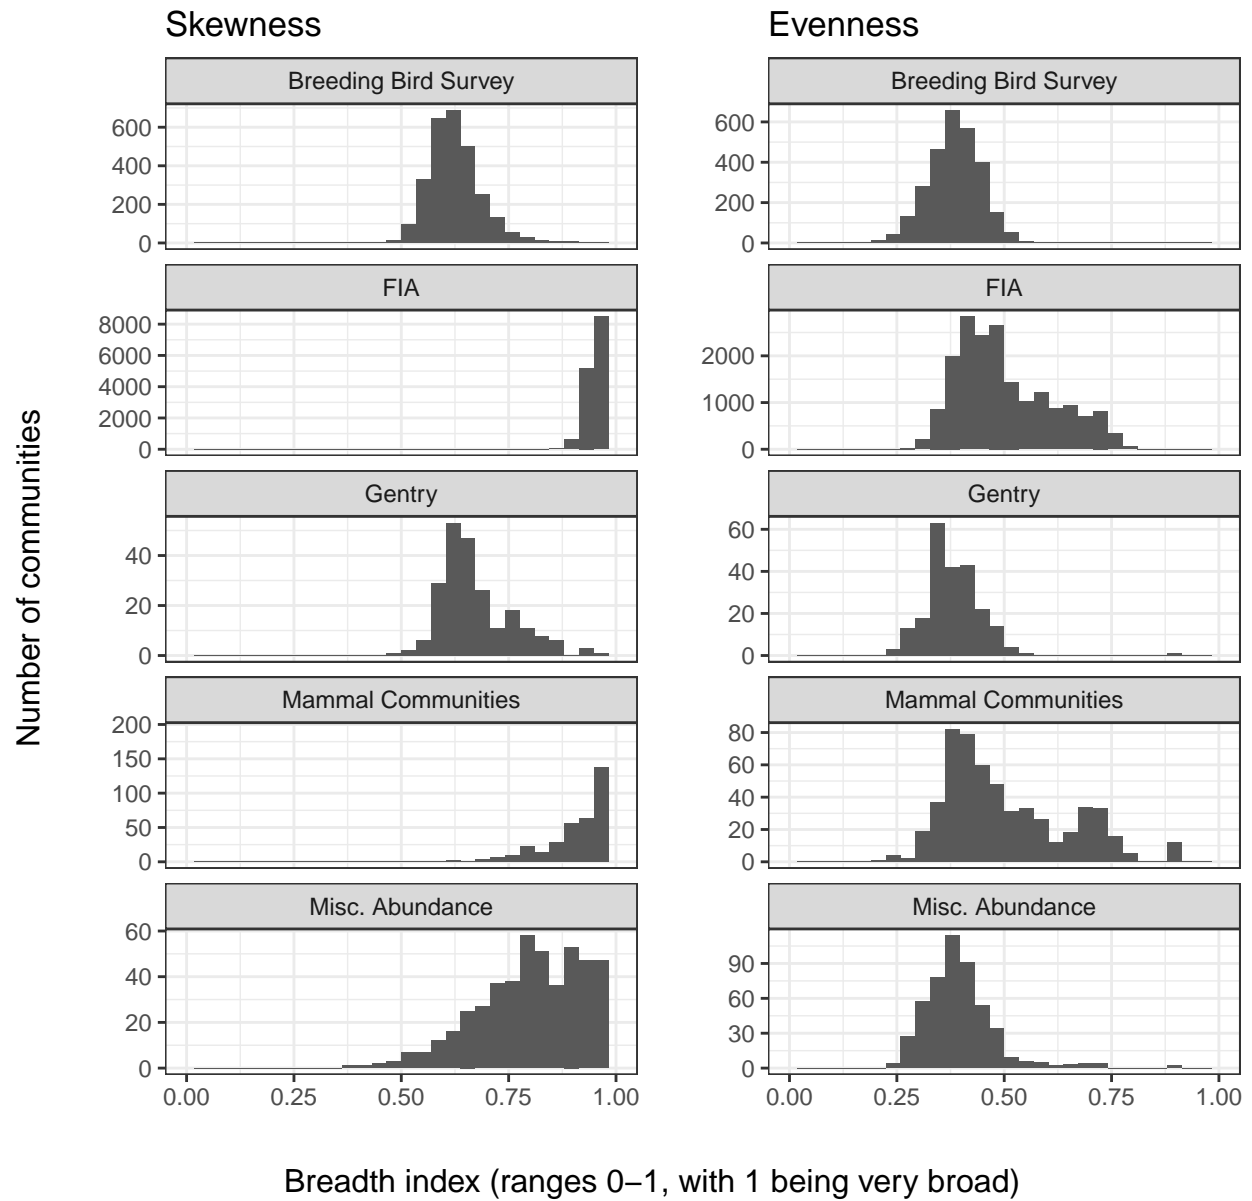 Skewness
Evenness
Number of communities
Breeding Bird Survey
600
400
200
0
FIA
8000
6000
4000
2000
0
Gentry
40
20
0
Mammal Communities
200
150
100
50
0
Misc. Abundance
60
40
20
0
0.00 0.25 0.50 0.75 1.00
Breeding Bird Survey
600
400
200
0
FIA
2000
1000
0
Gentry
60
40
20
0
Mammal Communities
80
60
40
20
0
Misc. Abundance
90
60
30
0
0.00 0.25 0.50 0.75 1.00
Breadth index (ranges 0−1, with 1 being very broad)